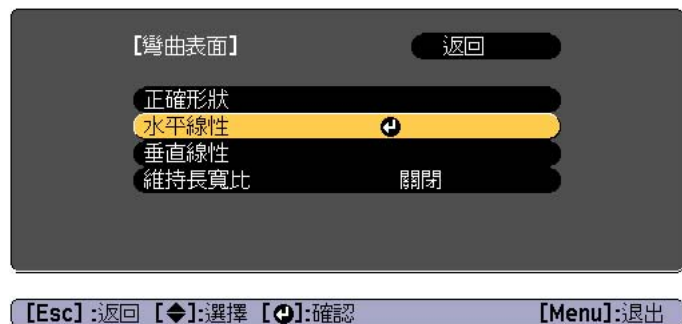 [彎曲表面] 返回
正確形狀
水平線性
垂直線性
維持長寬比 關閉
[Esc] :返回 [◆]:選擇 [⏎]:確認 [Menu]:退出